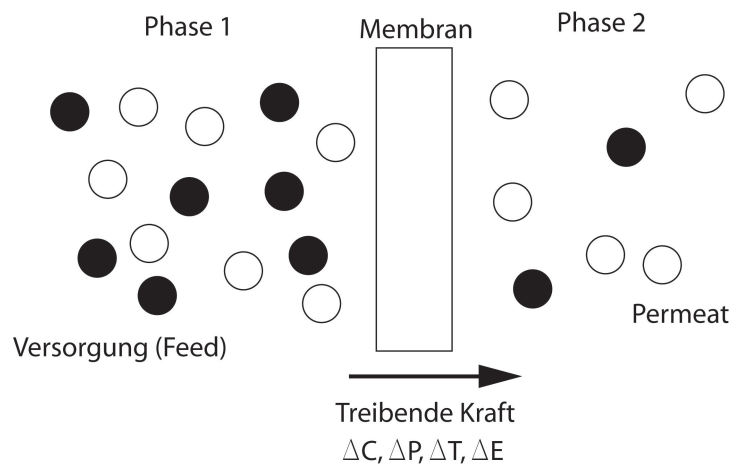 Phase 1
Membran
Phase 2
Permeat
Versorgung (Feed)
Treibende Kraft
ΔC, ΔP, ΔT, ΔE